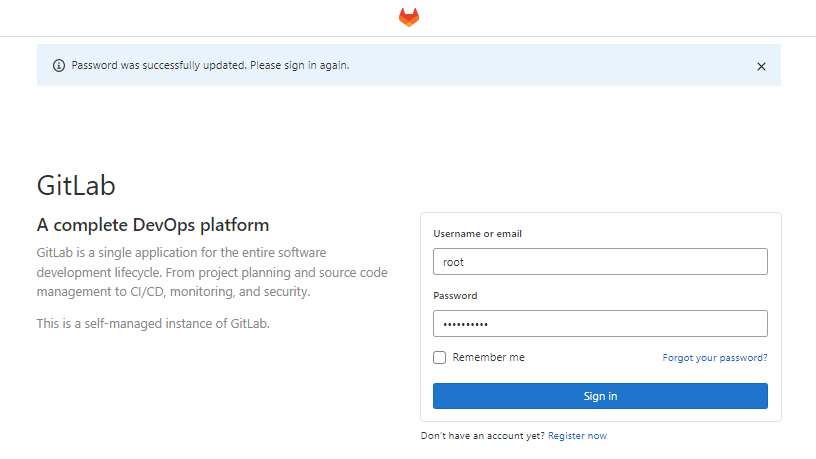 Password was successfully updated. Please sign in again.
GitLab
A complete DevOps platform
GitLab is a single application for the entire software
development lifecycle. From project planning and source code
management to CI/CD, monitoring, and security.
This is a self-managed instance of GitLab.
Username or email
root
Password
••••••••••
Remember me
Forgot your password?
Sign in
Don't have an account yet? Register now